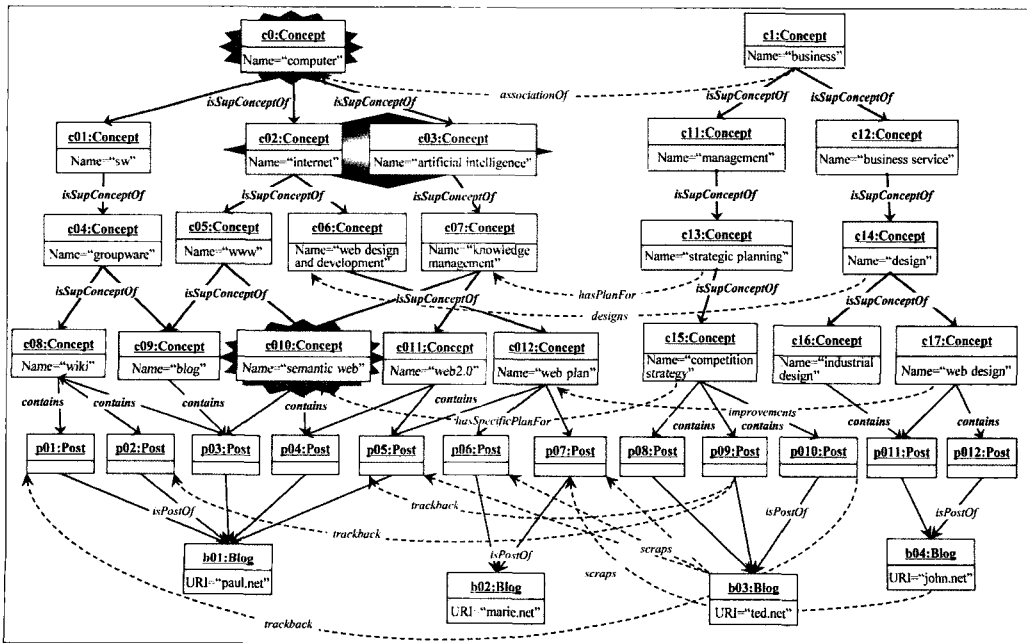 c0:Concept
Name="computer"
c1:Concept
Name="business"
associationOf
isSupConceptOf
isSupConceptOf
isSupConceptOf
isSupConceptOf
isSupConceptOf
c01:Concept
Name="sw"
c02:Concept
Name="internet"
c03:Concept
Name="artificial intelligence"
c11:Concept
Name="management"
c12:Concept
Name="business service"
isSupConceptOf
isSupConceptOf
isSupConceptOf
isSupConceptOf
isSupConceptOf
c04:Concept
Name="groupware"
c05:Concept
Name="www"
c06:Concept
Name="web design
and development"
c07:Concept
Name="knowledge
management"
c13:Concept
Name="strategic planning"
c14:Concept
Name="design"
isSupConceptOf
isSupConceptOf
isSupConceptOf
hasPlanFor
isSupConceptOf
isSupConceptOf
designs
c08:Concept
Name="wiki"
c09:Concept
Name="blog"
c010:Concept
Name="semantic web"
c011:Concept
Name="web2.0"
c012:Concept
Name="web plan"
c15:Concept
Name="competition
strategy"
c16:Concept
Name="industrial
design"
c17:Concept
Name="web design"
contains
contains
contains
contains
contains
hasSpecificPlanFor
contains
contains
improvements
contains
contains
p01:Post
p02:Post
p03:Post
p04:Post
p05:Post
p06:Post
p07:Post
p08:Post
p09:Post
p010:Post
p011:Post
p012:Post
isPostOf
trackback
trackback
isPostOf
scraps
scraps
isPostOf
isPostOf
b01:Blog
URI="paul.net"
b02:Blog
URI="marie.net"
b03:Blog
URI="ted.net"
b04:Blog
URI="john.net"
trackback